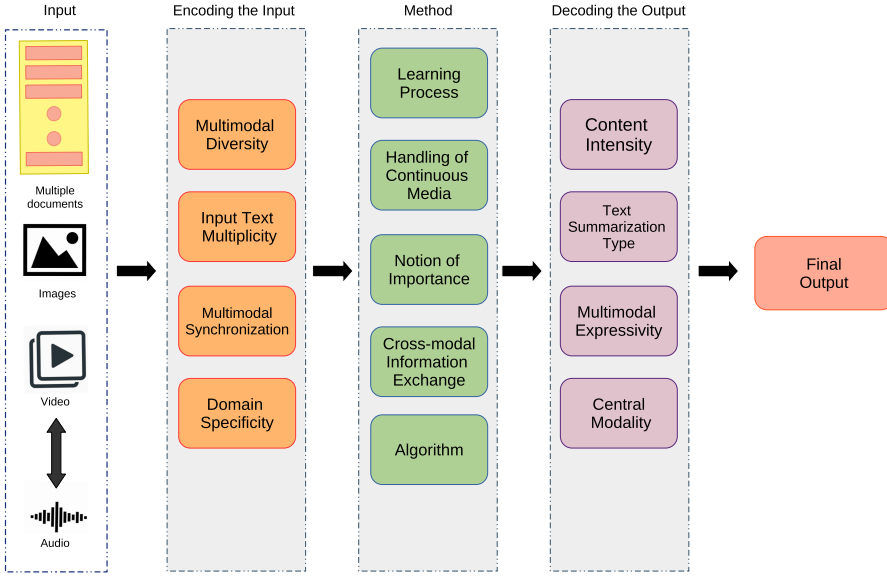 Input
Encoding the Input
Method
Decoding the Output
Multiple
documents
Images
Video
Audio
Multimodal
Diversity
Input Text
Multiplicity
Multimodal
Synchronization
Domain
Specificity
Learning
Process
Handling of
Continuous
Media
Notion of
Importance
Cross-modal
Information
Exchange
Algorithm
Content
Intensity
Text
Summarization
Type
Multimodal
Expressivity
Central
Modality
Final
Output